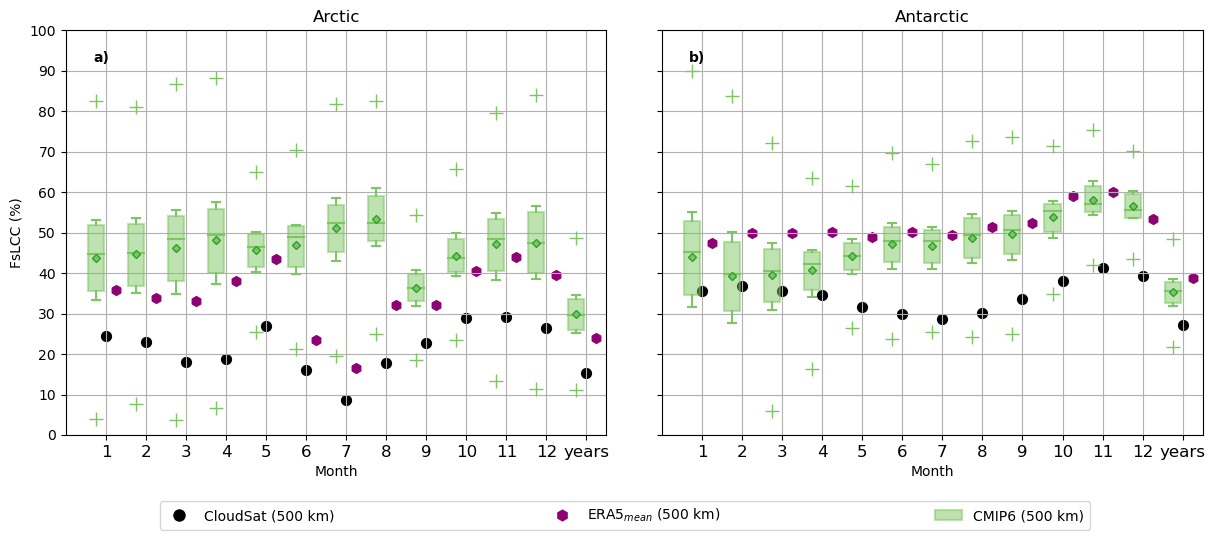 Arctic
Antarctic
a)
b)
FsLCC (%)
100
90
80
70
60
50
40
30
20
10
0
1 2 3 4 5 6 7 8 9 10 11 12 years
1 2 3 4 5 6 7 8 9 10 11 12 years
Month
Month
CloudSat (500 km)
ERA5mean (500 km)
CMIP6 (500 km)